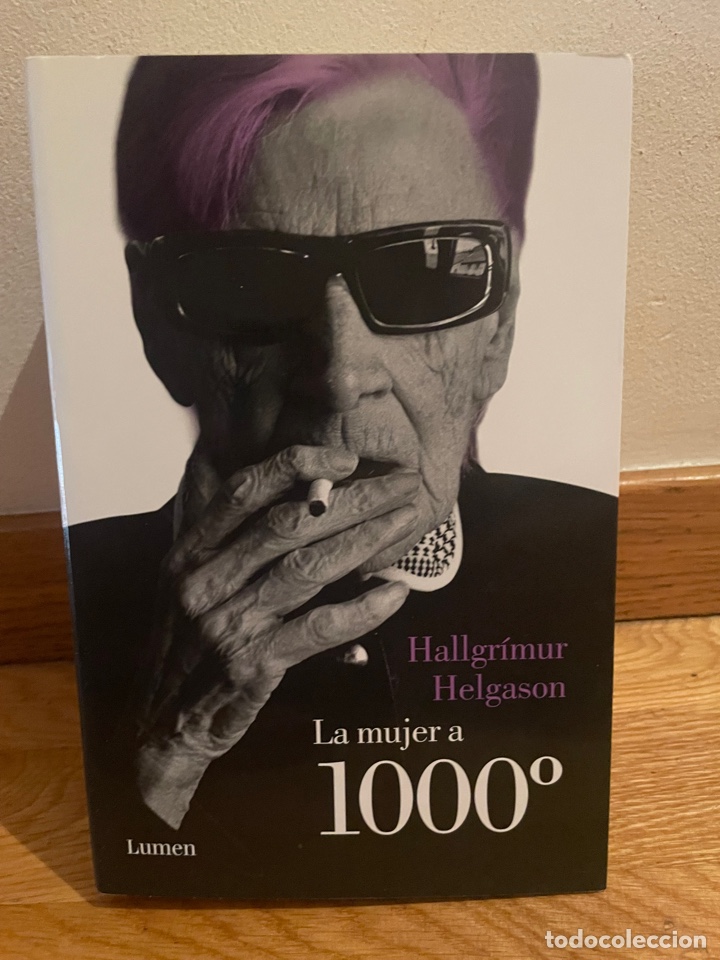 Hallgrímur
Helgason
La mujer a
1000º
Lumen
todocoleccion